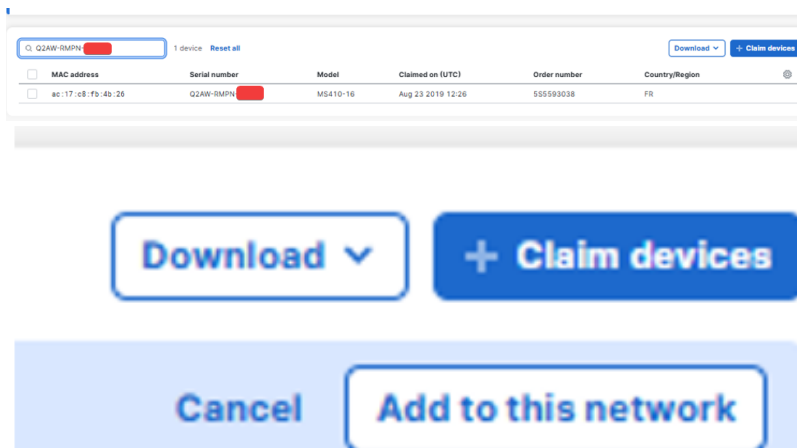 Q2AW-RMPN- 1 device Reset all Download + Claim devices
MAC address Serial number Model Claimed on (UTC) Order number Country/Region
ac:17:c8:fb:4b:26 Q2AW-RMPN MS410-16 Aug 23 2019 12:26 5S5593038 FR
Download + Claim devices
Cancel Add to this network